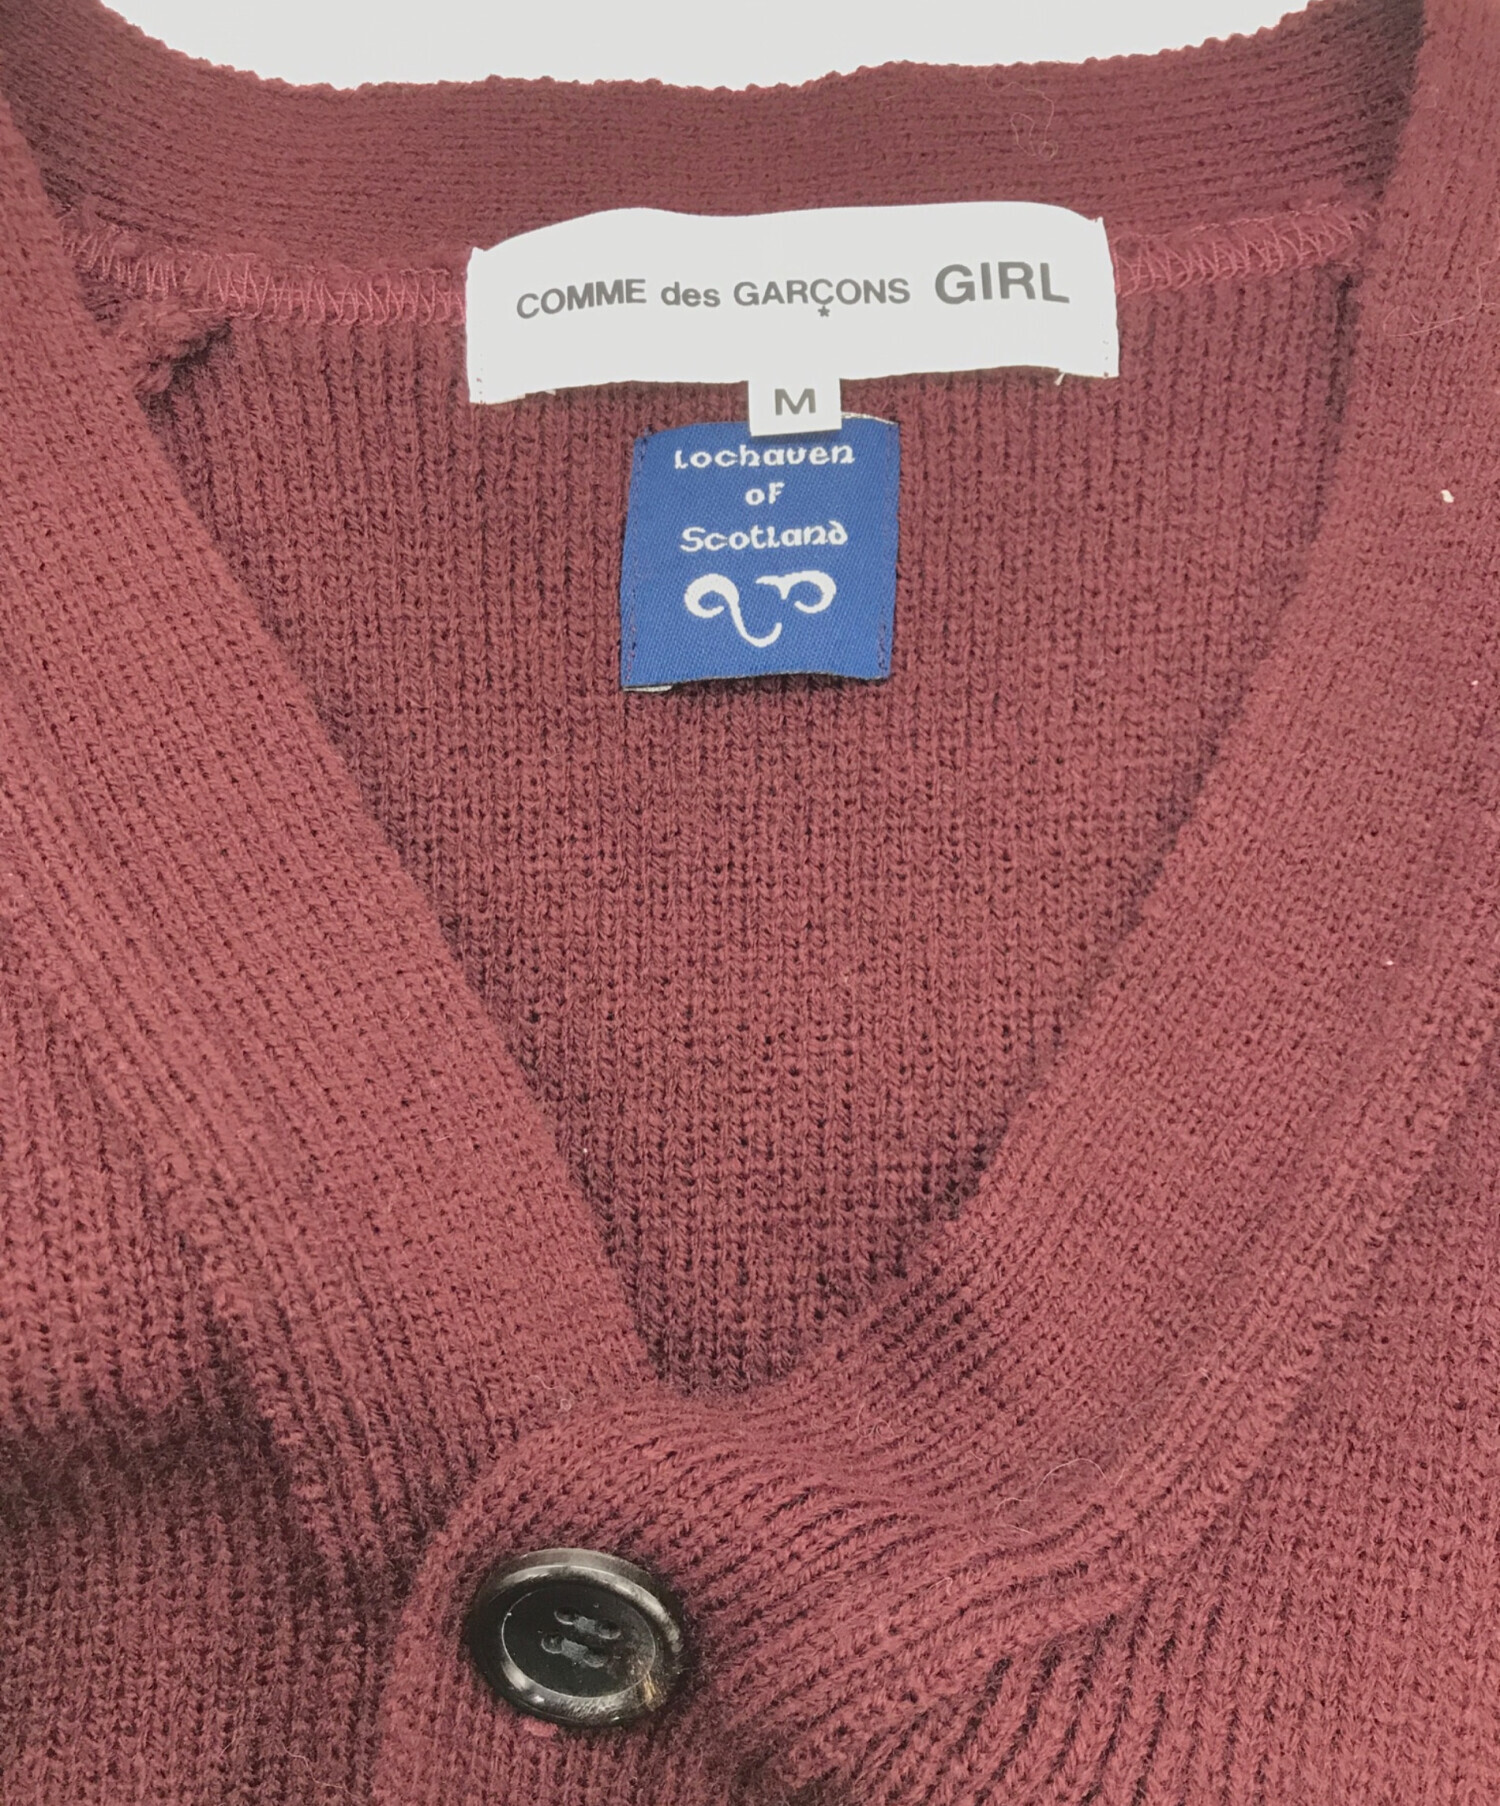 COMME des GARÇONS GIRL
M
Lochaven
of
Scotland